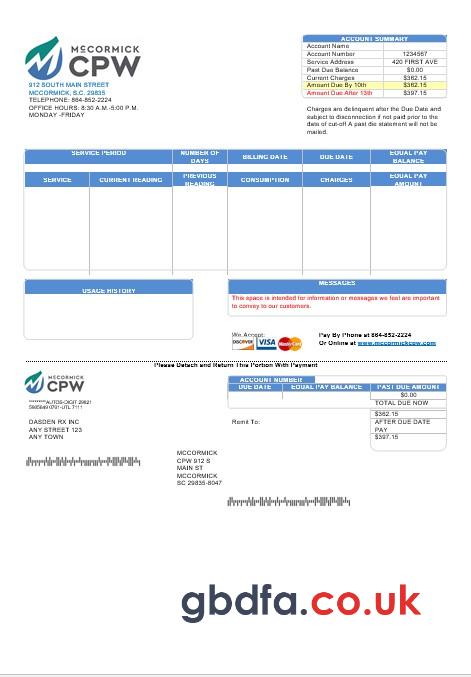 MCCORMICK
CPW
912 SOUTH MAIN STREET
MCCORMICK, S.C. 29835
TELEPHONE: 864-852-2224
OFFICE HOURS: 8:30 A.M.-5:00 P.M.
MONDAY -FRIDAY
ACCOUNT SUMMARY
Account Name
Account Number 1234567
Service Address 420 FIRST AVE
Past Due Balance $0.00
Current Charges $362.15
Amount Due By 10th $362.15
Amount Due After 13th $397.15
Charges are delinquent after the Due Date and
subject to disconnection if not paid prior to the
date of cut-off A past die statement will not be
mailed.
SERVICE PERIOD NUMBER OF DAYS BILLING DATE DUE DATE EQUAL PAY BALANCE
SERVICE CURRENT READING PREVIOUS READING CONSUMPTION CHARGES EQUAL PAY AMOUNT
USAGE HISTORY
MESSAGES
This space is intended for information or messages we feel are important
to convey to our customers.
We Accept:
DISCOVER VISA MasterCard
Pay By Phone at 864-852-2224
Or Online at www.mccormickcpw.com
Please Detach and Return This Portion With Payment
MCCORMICK
CPW
ACCOUNT NUMBER
DUE DATE EQUAL PAY BALANCE PAST DUE AMOUNT
$0.00
TOTAL DUE NOW
$362.15
AFTER DUE DATE
PAY
$397.15
DASDEN RX INC
ANY STREET 123
ANY TOWN
Remit To:
MCCORMICK
CPW 912 S
MAIN ST
MCCORMICK
SC 29835-8047
gbdfa.co.uk